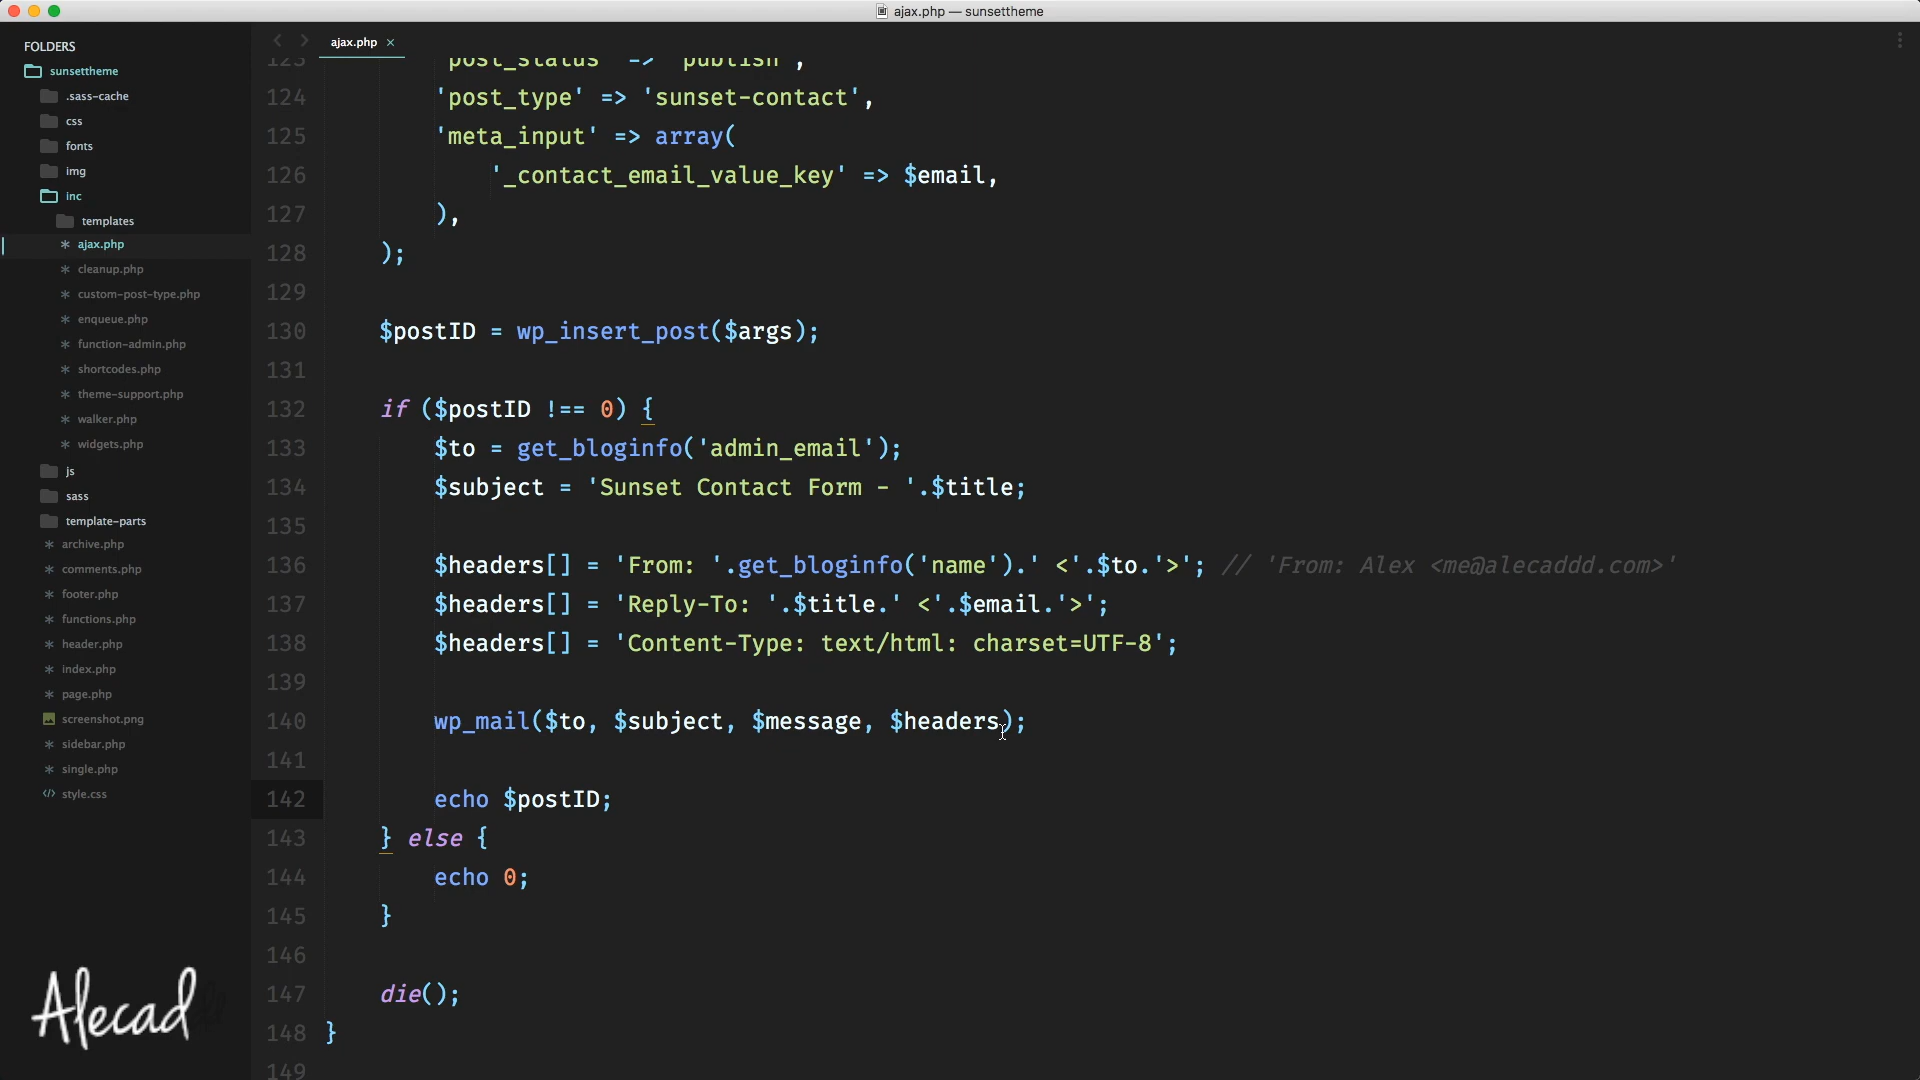 ajax.php — sunsettheme
FOLDERS
sunsettheme
.sass-cache
css
fonts
img
inc
templates
ajax.php
cleanup.php
custom-post-type.php
enqueue.php
function-admin.php
shortcodes.php
theme-support.php
walker.php
widgets.php
js
sass
template-parts
archive.php
comments.php
footer.php
functions.php
header.php
index.php
page.php
screenshot.png
sidebar.php
single.php
style.css
Alecad
ajax.php ×
123 'post_status' => 'publish',
124 'post_type' => 'sunset-contact',
125 'meta_input' => array(
126 '_contact_email_value_key' => $email,
127 ),
128 );
129
130 $postID = wp_insert_post($args);
131
132 if ($postID !== 0) {
133 $to = get_bloginfo('admin_email');
134 $subject = 'Sunset Contact Form - '.$title;
135
136 $headers[] = 'From: '.get_bloginfo('name').' <'.$to.'>'; // 'From: Alex <me@alecaddd.com>'
137 $headers[] = 'Reply-To: '.$title.' <'.$email.'>';
138 $headers[] = 'Content-Type: text/html: charset=UTF-8';
139
140 wp_mail($to, $subject, $message, $headers);
141
142 echo $postID;
143 } else {
144 echo 0;
145 }
146
147 die();
148 }
149